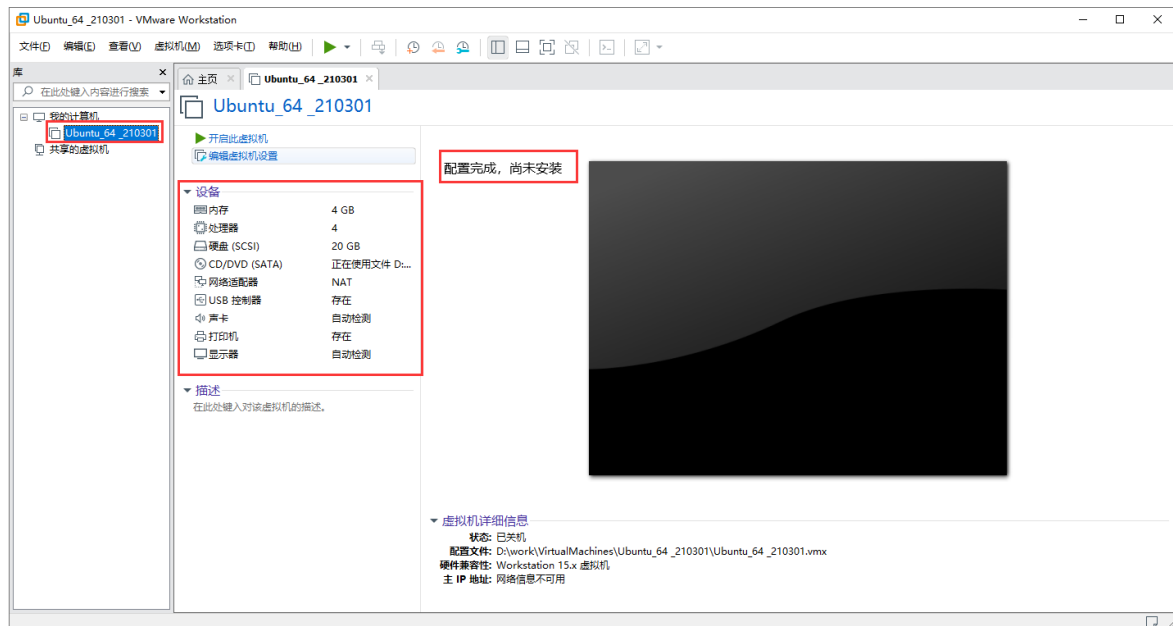 Ubuntu_64 _210301 - VMware Workstation
文件(F) 编辑(E) 查看(V) 虚拟机(M) 选项卡(T) 帮助(H)
库
在此处键入内容进行搜索
我的计算机
Ubuntu_64 _210301
共享的虚拟机
主页 Ubuntu_64 _210301
Ubuntu_64 _210301
开启此虚拟机
编辑虚拟机设置
配置完成，尚未安装
设备
内存 4 GB
处理器 4
硬盘 (SCSI) 20 GB
CD/DVD (SATA) 正在使用文件 D:...
网络适配器 NAT
USB 控制器 存在
声卡 自动检测
打印机 存在
显示器 自动检测
描述
在此处键入对该虚拟机的描述。
虚拟机详细信息
状态: 已关机
配置文件: D:\work\VirtualMachines\Ubuntu_64 _210301\Ubuntu_64 _210301.vmx
硬件兼容性: Workstation 15.x 虚拟机
主 IP 地址: 网络信息不可用